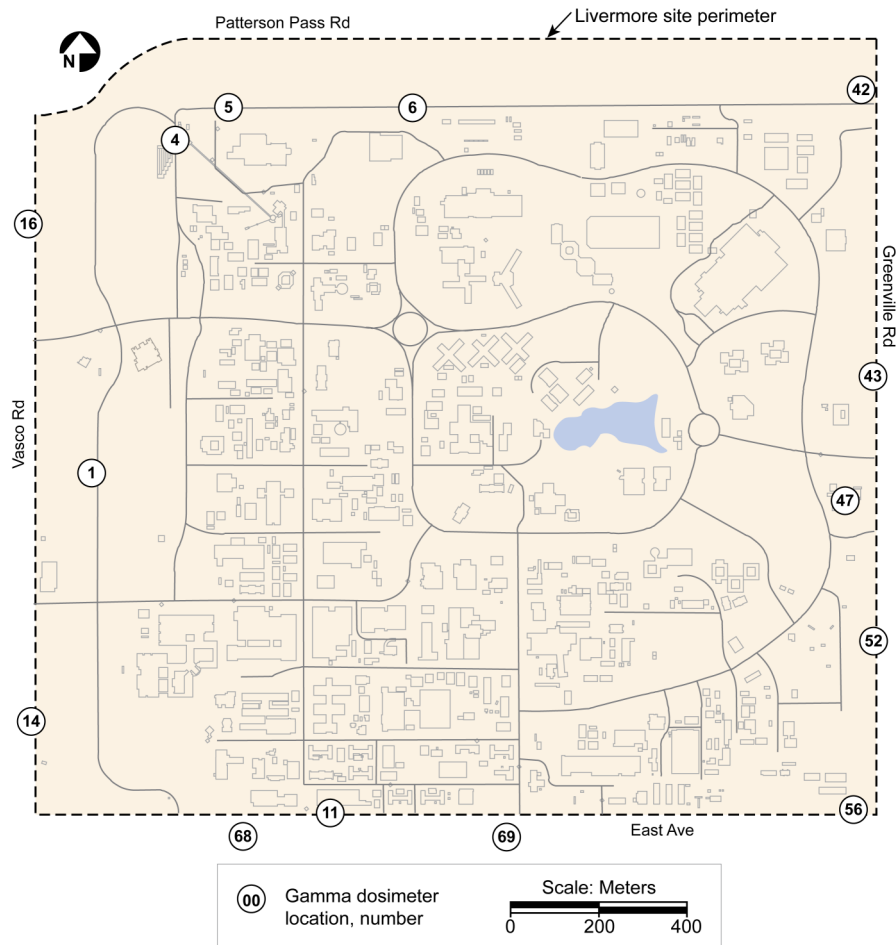 Patterson Pass Rd
Livermore site perimeter
N
5
6
42
4
16
Greenville Rd
43
Vasco Rd
1
47
52
14
11
56
68
69
East Ave
00
Gamma dosimeter
location, number
Scale: Meters
0 200 400